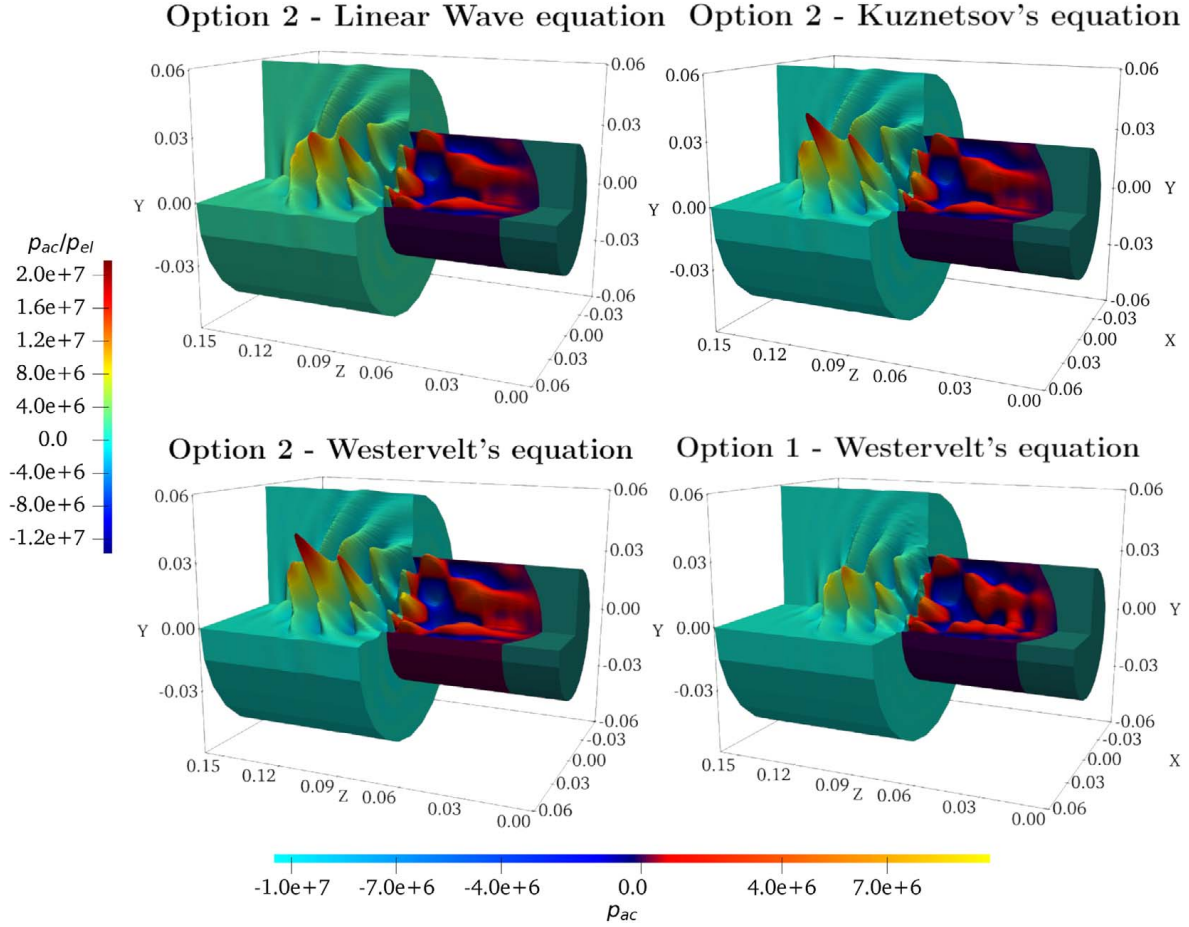 Option 2 - Linear Wave equation
Option 2 - Kuznetsov's equation
0.06
0.03
Y 0.00
-0.03
0.15
0.12
0.09
Z
0.06
0.03
0.00
0.06
0.03
0.00
-0.03
-0.06
-0.03
-0.00
-0.03
-0.06
0.06
0.03
Y 0.00
-0.03
0.15
0.12
0.09
Z
0.06
0.03
0.00
0.06
0.03
0.00 Y
-0.03
-0.06
-0.03
-0.00 X
-0.03
-0.06
p_ac/p_el
2.0e+7
1.6e+7
1.2e+7
8.0e+6
4.0e+6
0.0
-4.0e+6
-8.0e+6
-1.2e+7
Option 2 - Westervelt's equation
Option 1 - Westervelt's equation
0.06
0.03
Y 0.00
-0.03
0.15
0.12
0.09
Z
0.06
0.03
0.00
0.06
0.03
0.00
-0.03
-0.06
-0.03
-0.00
-0.03
-0.06
0.06
0.03
Y 0.00
-0.03
0.15
0.12
0.09
Z
0.06
0.03
0.00
0.06
0.03
0.00 Y
-0.03
-0.06
-0.03
-0.00 X
-0.03
-0.06
-1.0e+7 -7.0e+6 -4.0e+6 0.0 4.0e+6 7.0e+6
p_ac